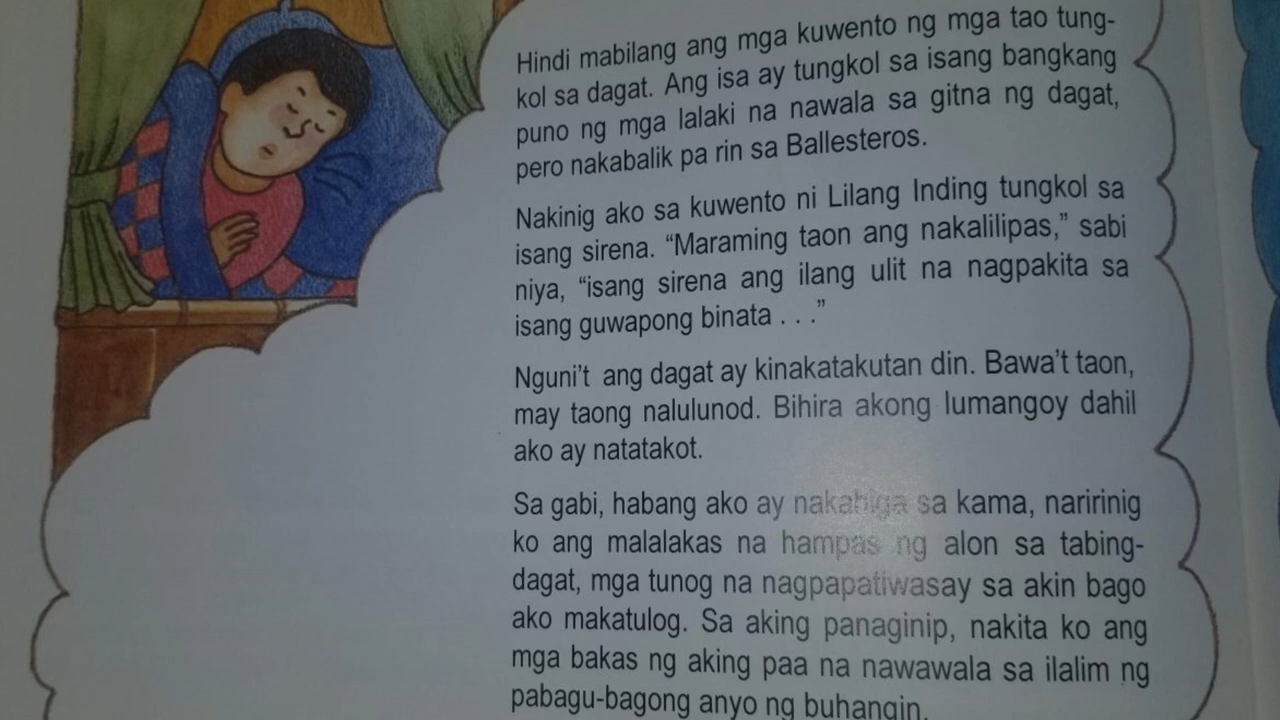 Hindi mabilang ang mga kuwento ng mga tao tung-
kol sa dagat. Ang isa ay tungkol sa isang bangkang
puno ng mga lalaki na nawala sa gitna ng dagat,
pero nakabalik pa rin sa Ballesteros.
Nakinig ako sa kuwento ni Lilang Inding tungkol sa
isang sirena. “Maraming taon ang nakalilipas,” sabi
niya, “isang sirena ang ilang ulit na nagpakita sa
isang guwapong binata . . .”
Nguni’t ang dagat ay kinakatakutan din. Bawa’t taon,
may taong nalulunod. Bihira akong lumangoy dahil
ako ay natatakot.
Sa gabi, habang ako ay nakahiga sa kama, naririnig
ko ang malalakas na hampas ng alon sa tabing-
dagat, mga tunog na nagpapatiwasay sa akin bago
ako makatulog. Sa aking panaginip, nakita ko ang
mga bakas ng aking paa na nawawala sa ilalim ng
pabagu-bagong anyo ng buhangin.